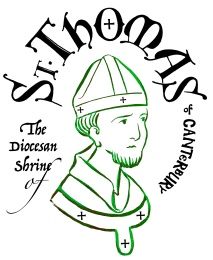 The
Diocesan
Shrine
of
St. Thomas
of CANTERBURY